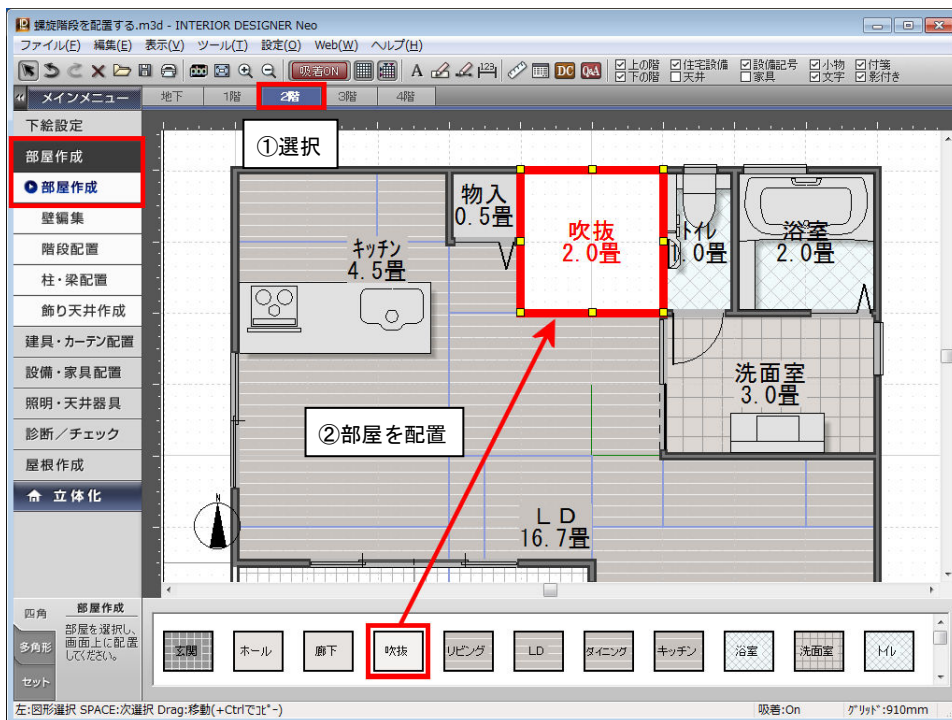 螺旋階段を配置する.m3d - INTERIOR DESIGNER Neo
ファイル(F) 編集(E) 表示(V) ツール(T) 設定(O) Web(W) ヘルプ(H)
吸着ON A 123 DC Q&A
☑上の階 ☑住宅設備 ☑設備記号 ☑小物 ☑付箋
☑下の階 ☐天井 ☐家具 ☑文字 ☑影付き
メインメニュー 地下 1階 2階 3階 4階
下絵設定
部屋作成
部屋作成
壁編集
階段配置
柱・梁配置
飾り天井作成
建具・カーテン配置
設備・家具配置
照明・天井器具
診断/チェック
屋根作成
立体化
①選択
物入
0.5畳
吹抜
2.0畳
トイレ
1.0畳
浴室
2.0畳
キッチン
4.5畳
洗面室
3.0畳
②部屋を配置
N
LD
16.7畳
四角
多角形
セット
部屋作成
部屋を選択し、
画面上に配置
してください。
玄関 ホール 廊下 吹抜 リビング LD ダイニング キッチン 浴室 洗面室 トイレ
左:図形選択 SPACE:次選択 Drag:移動(+Ctrlでコピー) 吸着:On グリッド:910mm